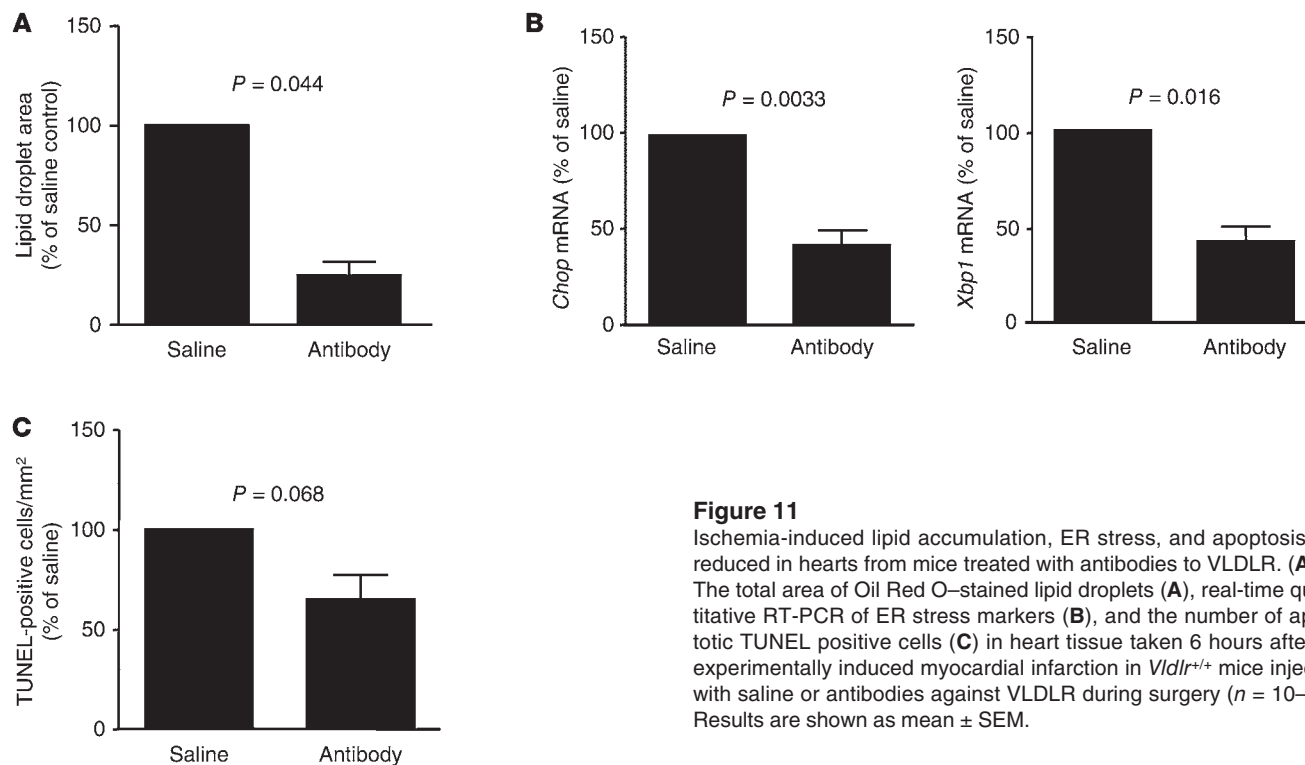 A
150
100
50
0
Lipid droplet area
(% of saline control)
P = 0.044
Saline Antibody
B
150
100
50
0
Chop mRNA (% of saline)
P = 0.0033
Saline Antibody
150
100
50
0
Xbp1 mRNA (% of saline)
P = 0.016
Saline Antibody
C
150
100
50
0
TUNEL-positive cells/mm²
(% of saline)
P = 0.068
Saline Antibody
Figure 11
Ischemia-induced lipid accumulation, ER stress, and apoptosis
reduced in hearts from mice treated with antibodies to VLDLR. (A
The total area of Oil Red O–stained lipid droplets (A), real-time qu
titative RT-PCR of ER stress markers (B), and the number of ap
totic TUNEL positive cells (C) in heart tissue taken 6 hours after
experimentally induced myocardial infarction in Vldlr+/+ mice injec
with saline or antibodies against VLDLR during surgery (n = 10–
Results are shown as mean ± SEM.